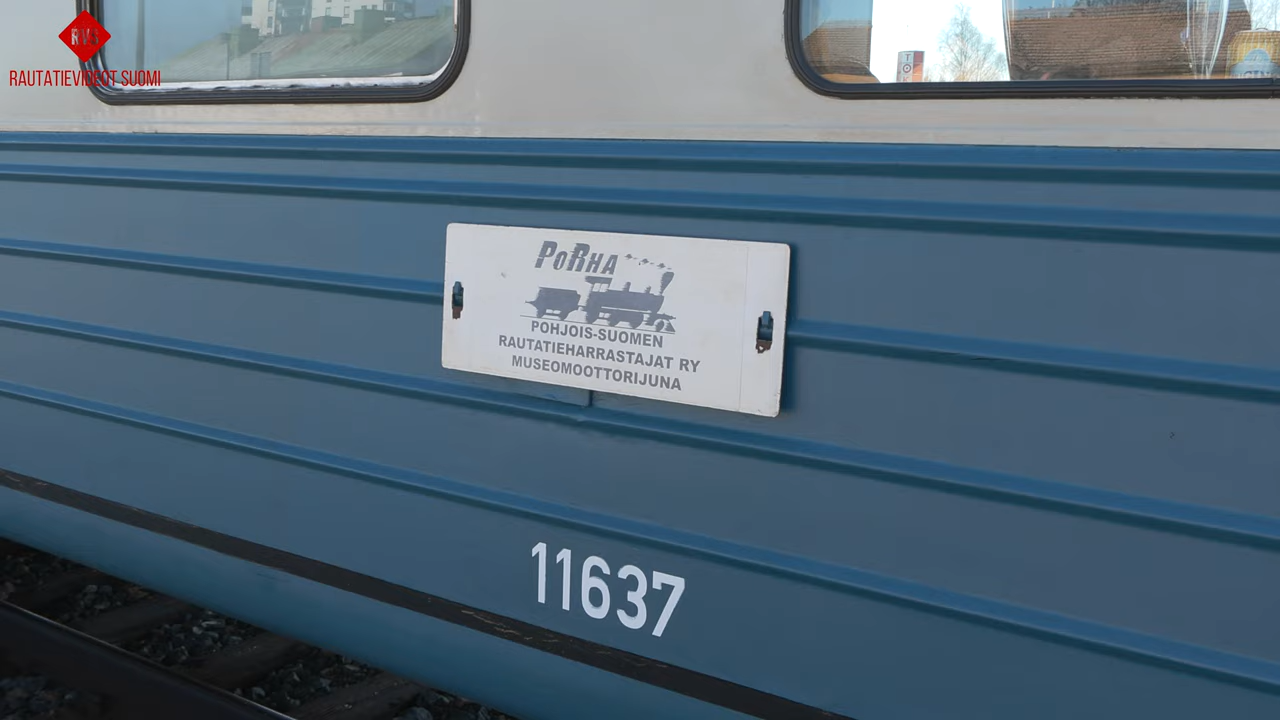 RVS
RAUTATIEVIDEOT SUOMI
PoRHA
POHJOIS-SUOMEN
RAUTATIEHARRASTAJAT RY
MUSEOMOOTTORIJUNA
11637